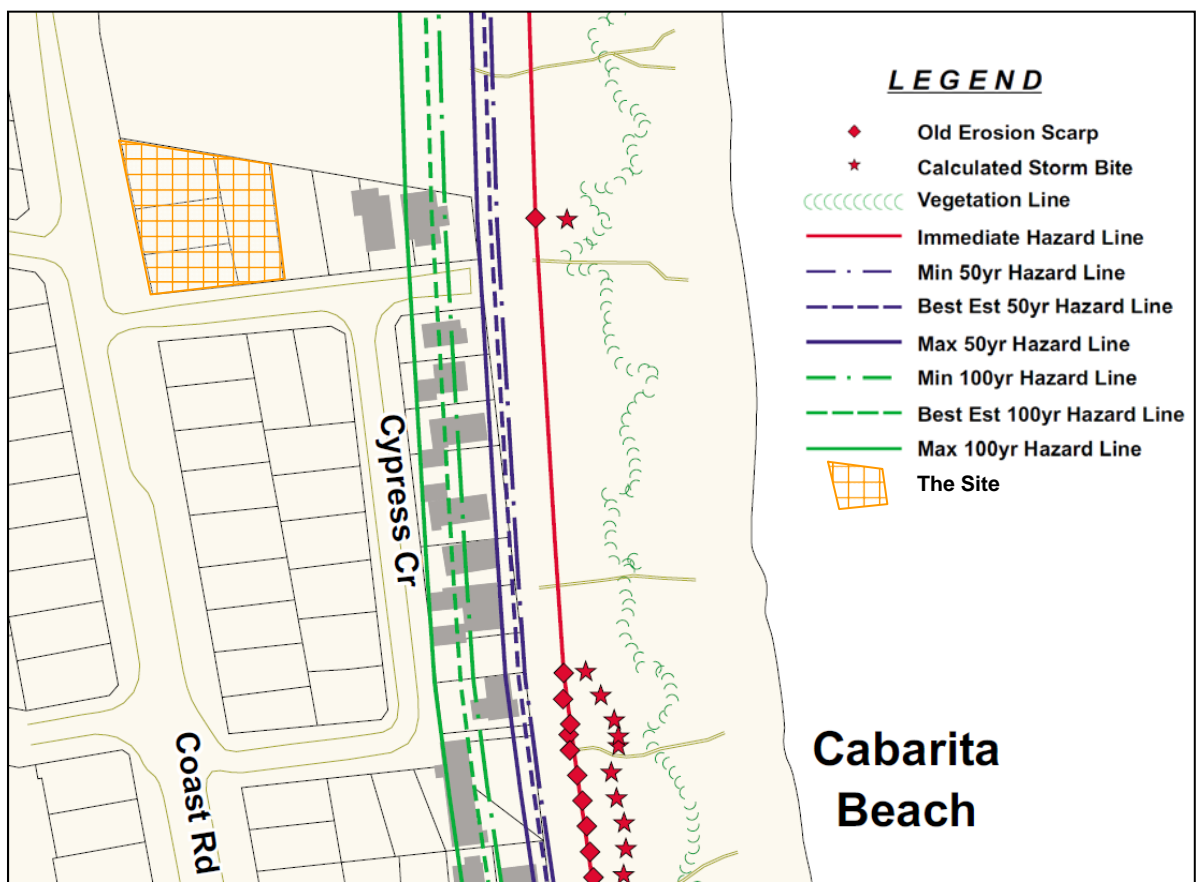 L E G E N D
Old Erosion Scarp
Calculated Storm Bite
Vegetation Line
Immediate Hazard Line
Min 50yr Hazard Line
Best Est 50yr Hazard Line
Max 50yr Hazard Line
Min 100yr Hazard Line
Best Est 100yr Hazard Line
Max 100yr Hazard Line
The Site
Cypress Cr
Coast Rd
Cabarita
Beach